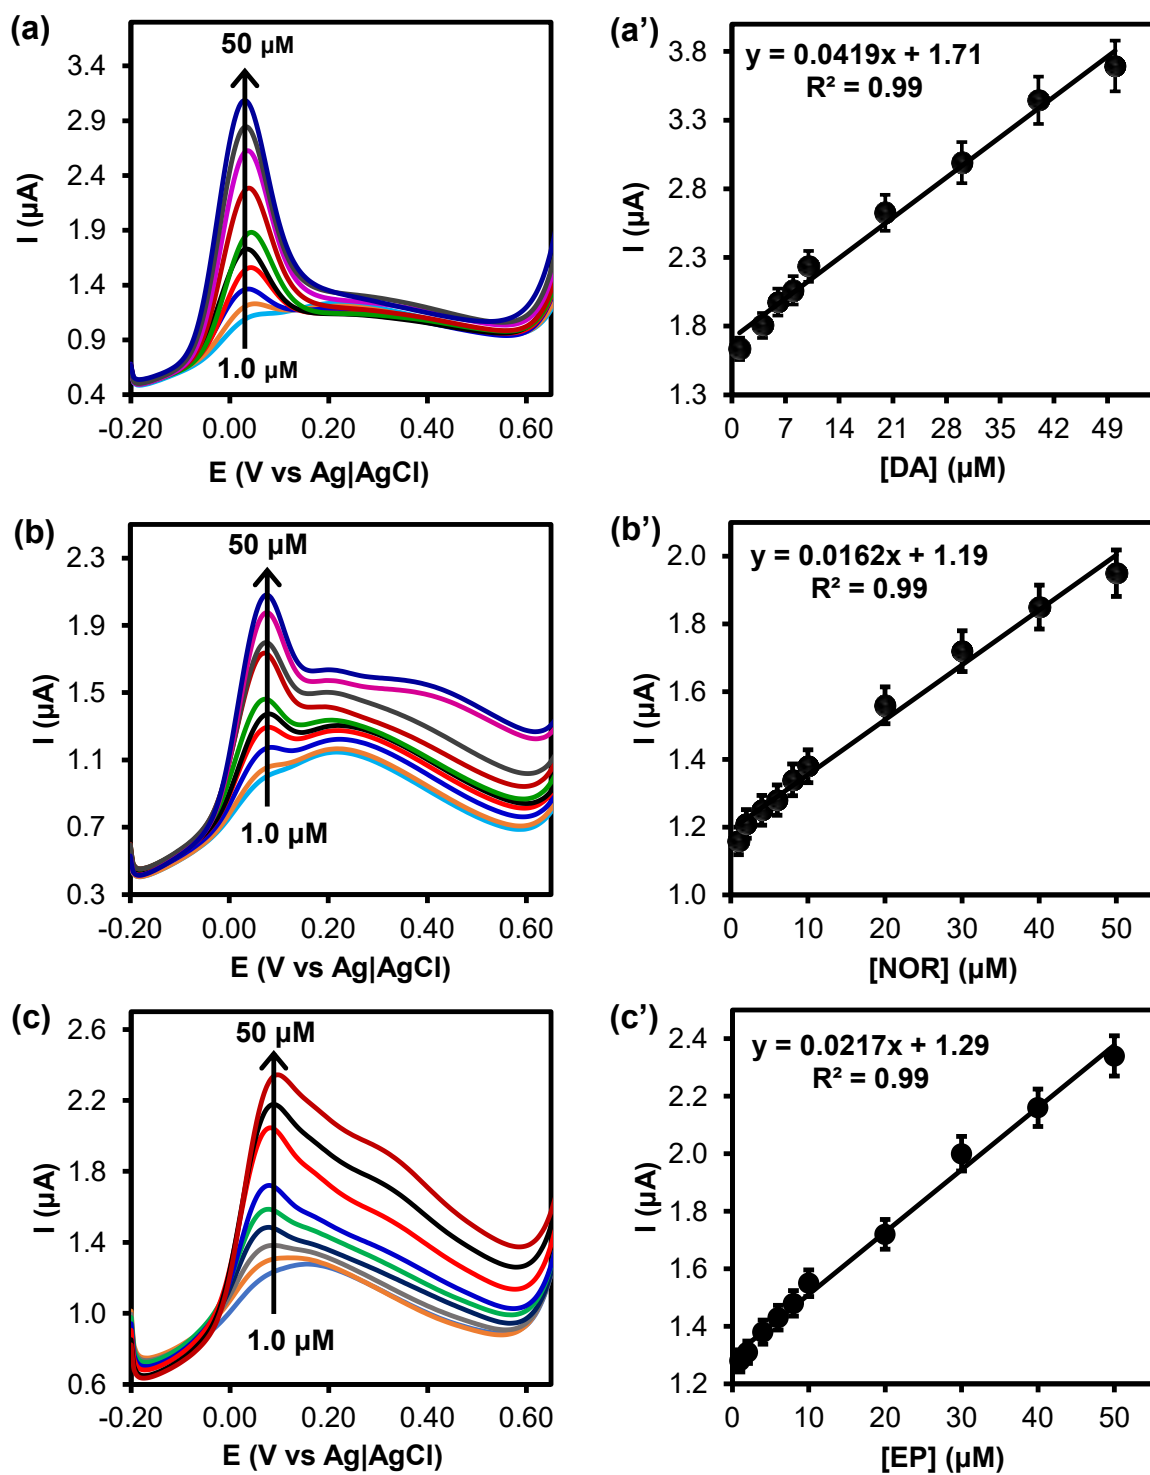 (a)
50 µM
3.4
2.9
2.4
1.9
1.4
0.9
0.4
I (µA)
1.0 µM
-0.20 0.00 0.20 0.40 0.60
E (V vs Ag|AgCl)
(a’)
y = 0.0419x + 1.71
R² = 0.99
3.8
3.3
2.8
2.3
1.8
1.3
I (µA)
0 7 14 21 28 35 42 49
[DA] (µM)
(b)
50 µM
2.3
1.9
1.5
1.1
0.7
0.3
I (µA)
1.0 µM
-0.20 0.00 0.20 0.40 0.60
E (V vs Ag|AgCl)
(b’)
y = 0.0162x + 1.19
R² = 0.99
2.0
1.8
1.6
1.4
1.2
1.0
I (µA)
0 10 20 30 40 50
[NOR] (µM)
(c)
50 µM
2.6
2.2
1.8
1.4
1.0
0.6
I (µA)
1.0 µM
-0.20 0.00 0.20 0.40 0.60
E (V vs Ag|AgCl)
(c’)
y = 0.0217x + 1.29
R² = 0.99
2.4
2.2
2.0
1.8
1.6
1.4
1.2
I (µA)
0 10 20 30 40 50
[EP] (µM)